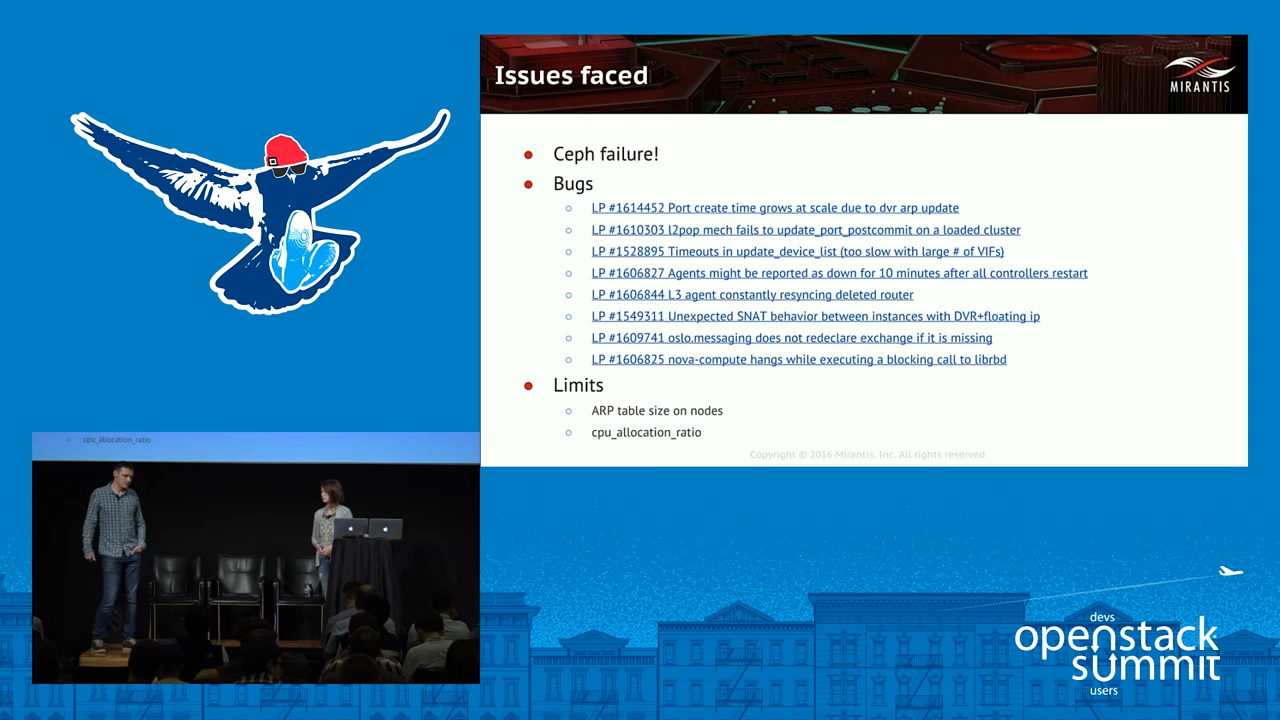 Issues faced
MIRANTIS
Ceph failure!
Bugs
LP #1614452 Port create time grows at scale due to dvr arp update
LP #1610303 l2pop mech fails to update_port_postcommit on a loaded cluster
LP #1528895 Timeouts in update_device_list (too slow with large # of VIFs)
LP #1606827 Agents might be reported as down for 10 minutes after all controllers restart
LP #1606844 L3 agent constantly resyncing deleted router
LP #1549311 Unexpected SNAT behavior between instances with DVR+floating ip
LP #1609741 oslo.messaging does not redeclare exchange if it is missing
LP #1606825 nova-compute hangs while executing a blocking call to librbd
Limits
ARP table size on nodes
cpu_allocation_ratio
Copyright © 2016 Mirantis, Inc. All rights reserved
cpu_allocation_ratio
devs
openstack
summit
users